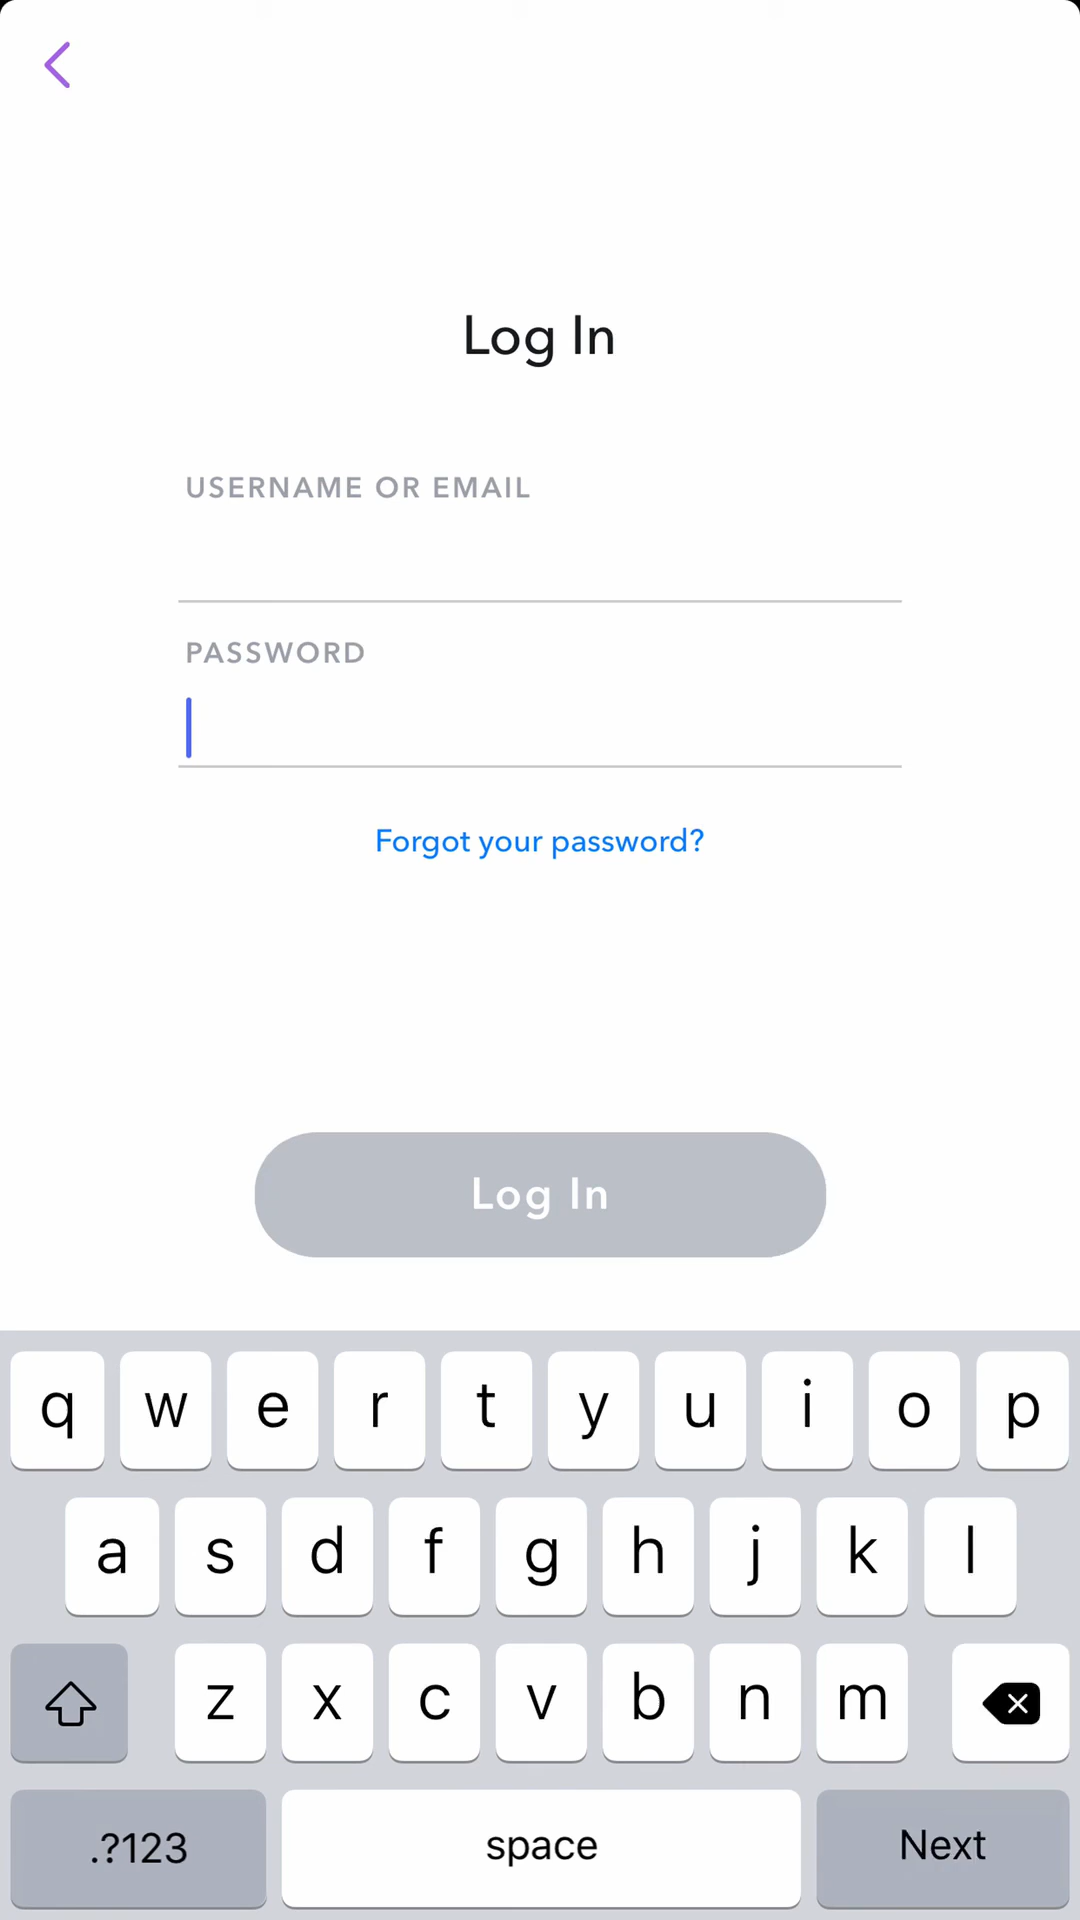 Log In
USERNAME OR EMAIL
PASSWORD
Forgot your password?
Log In
q w e r t y u i o p
a s d f g h j k l
z x c v b n m
.?123 space Next